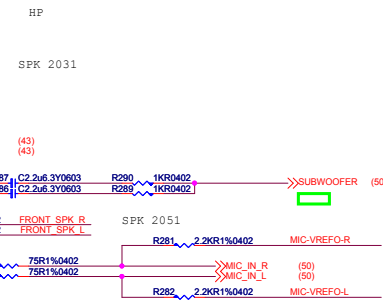 HP
SPK 2031
(43)
(43)
87 C2.2u6.3Y0603 R290 1KR0402
86 C2.2u6.3Y0603 R289 1KR0402
SUBWOOFER (50
FRONT_SPK_R SPK 2051
FRONT_SPK_L
R281 2.2KR1%0402 MIC-VREFO-R
75R1%0402 MIC_IN_R (50)
75R1%0402 MIC_IN_L (50)
R282 2.2KR1%0402 MIC-VREFO-L